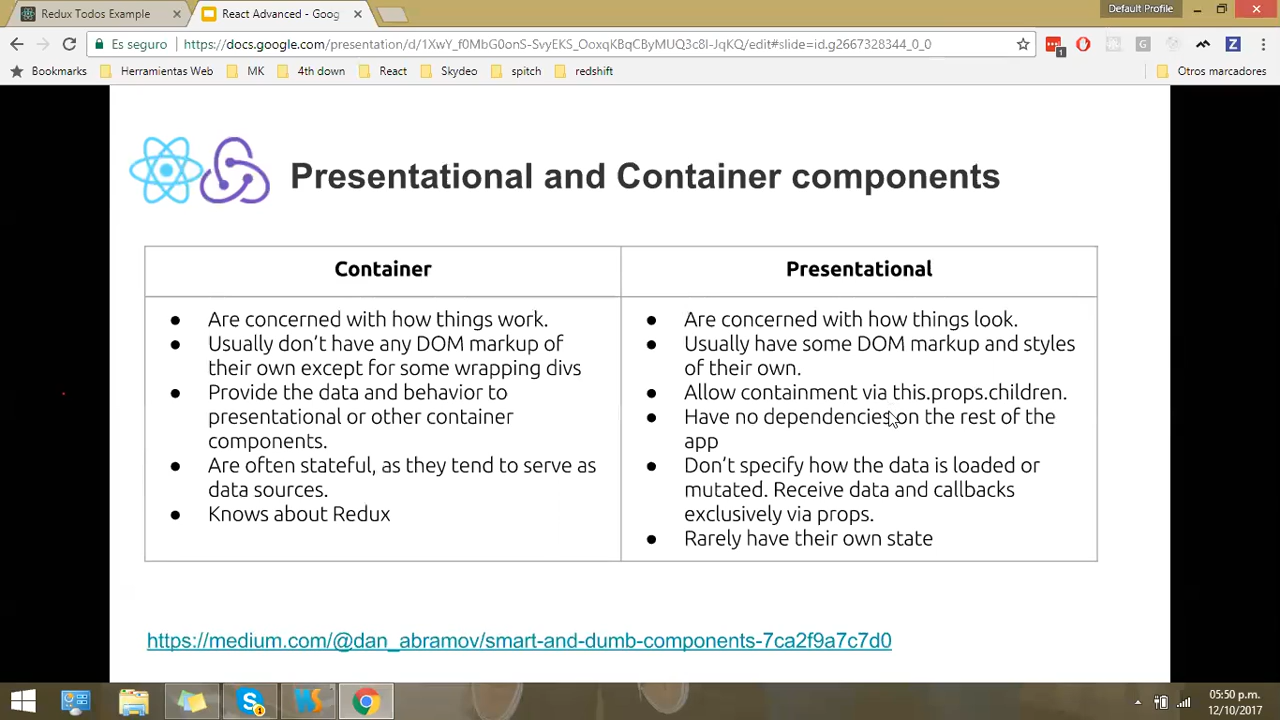 Redux Todos Example
React Advanced - Goog
Default Profile
Es seguro
https://docs.google.com/presentation/d/1XwY_f0MbG0onS-SvyEKS_OoxqKBqCByMUQ3c8I-JqKQ/edit#slide=id.g2667328344_0_0
1
G
Z
Bookmarks
Herramientas Web
MK
4th down
React
Skydeo
spitch
redshift
Otros marcadores
Presentational and Container components
Container
Are concerned with how things work.
Usually don't have any DOM markup of
their own except for some wrapping divs
Provide the data and behavior to
presentational or other container
components.
Are often stateful, as they tend to serve as
data sources.
Knows about Redux
Presentational
Are concerned with how things look.
Usually have some DOM markup and styles
of their own.
Allow containment via this.props.children.
Have no dependencies on the rest of the
app
Don't specify how the data is loaded or
mutated. Receive data and callbacks
exclusively via props.
Rarely have their own state
https://medium.com/@dan_abramov/smart-and-dumb-components-7ca2f9a7c7d0
05:50 p.m.
12/10/2017